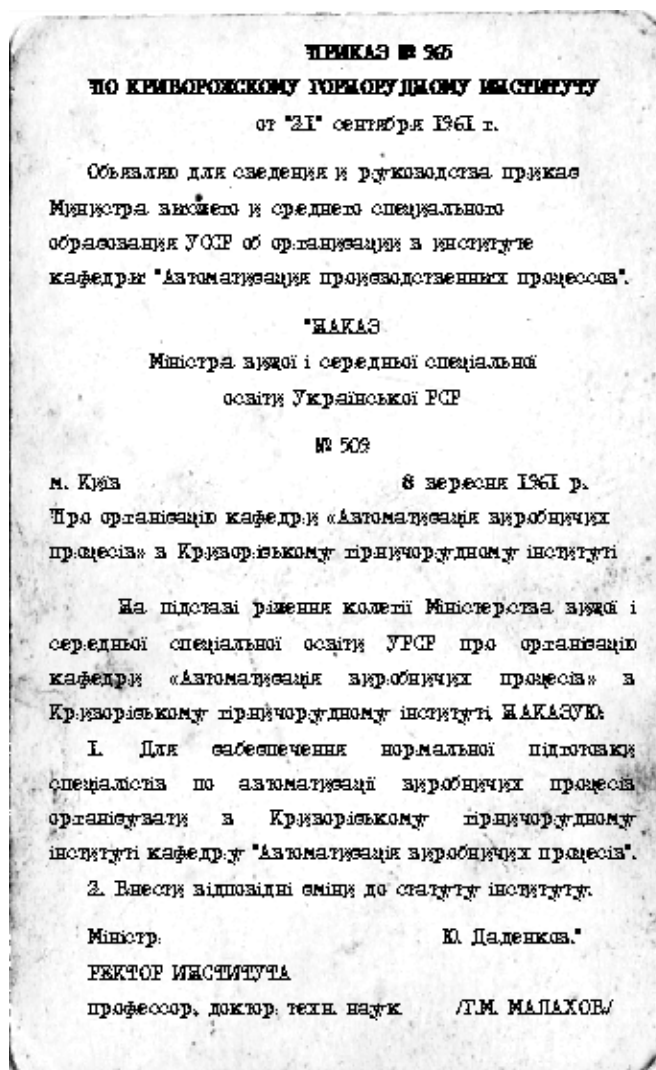 ПРИКАЗ № 365
ПО КРИВОРОЖСКОМУ ГОРНОРУДНОМУ ИНСТИТУТУ
от "21" сентября 1961 г.
Объявляю для сведения и руководства приказ
Министра высшего и среднего специального
образования УССР об организации в институте
кафедры "Автоматизация производственных процессов".
"НАКАЗ
Міністра вищої і середньої спеціальної
освіти Української РСР
№ 509
м. Київ 8 вересня 1961 р.
Про організацію кафедри «Автоматизація виробничих
процесів» в Криворізькому гірничорудному інституті
На підставі рішення колегії Міністерства вищої і
середньої спеціальної освіти УРСР про організацію
кафедри «Автоматизація виробничих процесів» в
Криворізькому гірничорудному інституті, НАКАЗУЮ:
1. Для забезпечення нормальної підготовки
спеціалістів по автоматизації виробничих процесів
організувати в Криворізькому гірничорудному
інституті кафедру "Автоматизація виробничих процесів".
2. Внести відповідні зміни до статуту інституту.
Міністр Ю. Даденков."
РЕКТОР ИНСТИТУТА
профессор, доктор техн. наук /Г.М. МАЛАХОВ/